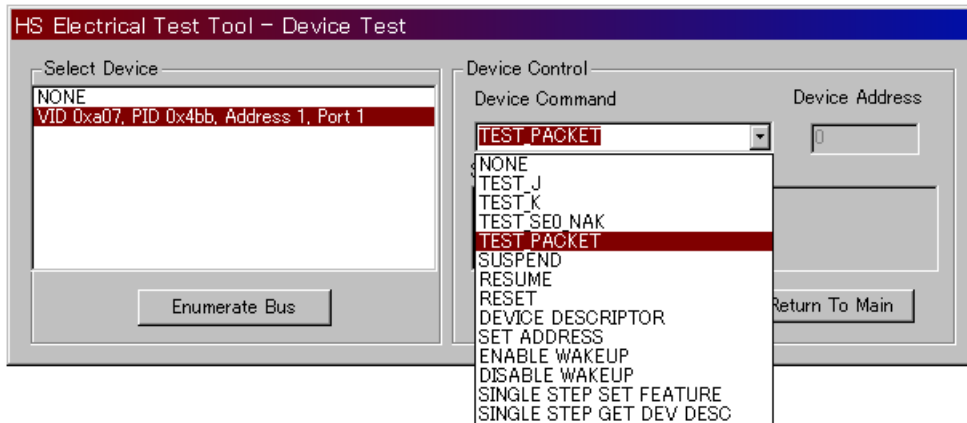 HS Electrical Test Tool - Device Test
Select Device
NONE
VID 0xa07, PID 0x4bb, Address 1, Port 1
Enumerate Bus
Device Control
Device Command
Device Address
TEST_PACKET
0
NONE
TEST_J
TEST_K
TEST_SE0_NAK
TEST_PACKET
SUSPEND
RESUME
RESET
DEVICE DESCRIPTOR
SET ADDRESS
ENABLE WAKEUP
DISABLE WAKEUP
SINGLE STEP SET FEATURE
SINGLE STEP GET DEV DESC
Return To Main